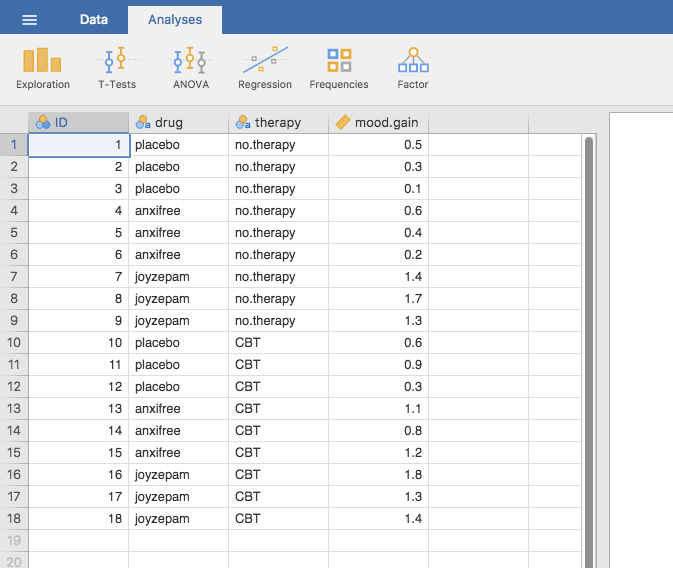 Data Analyses
Exploration T-Tests ANOVA Regression Frequencies Factor
ID a drug a therapy mood.gain
1 1 placebo no.therapy 0.5
2 2 placebo no.therapy 0.3
3 3 placebo no.therapy 0.1
4 4 anxifree no.therapy 0.6
5 5 anxifree no.therapy 0.4
6 6 anxifree no.therapy 0.2
7 7 joyzepam no.therapy 1.4
8 8 joyzepam no.therapy 1.7
9 9 joyzepam no.therapy 1.3
10 10 placebo CBT 0.6
11 11 placebo CBT 0.9
12 12 placebo CBT 0.3
13 13 anxifree CBT 1.1
14 14 anxifree CBT 0.8
15 15 anxifree CBT 1.2
16 16 joyzepam CBT 1.8
17 17 joyzepam CBT 1.3
18 18 joyzepam CBT 1.4
19
20